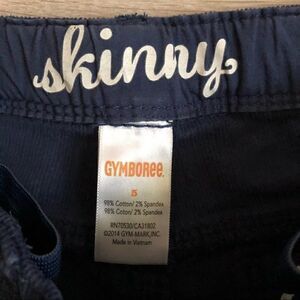 skinny
GYMBOREE
5
98% Cotton/ 2% Spandex
98% Coton/ 2% Spandex
RN70530/CA31802
©2014 GYM-MARK, INC.
Made in Vietnam